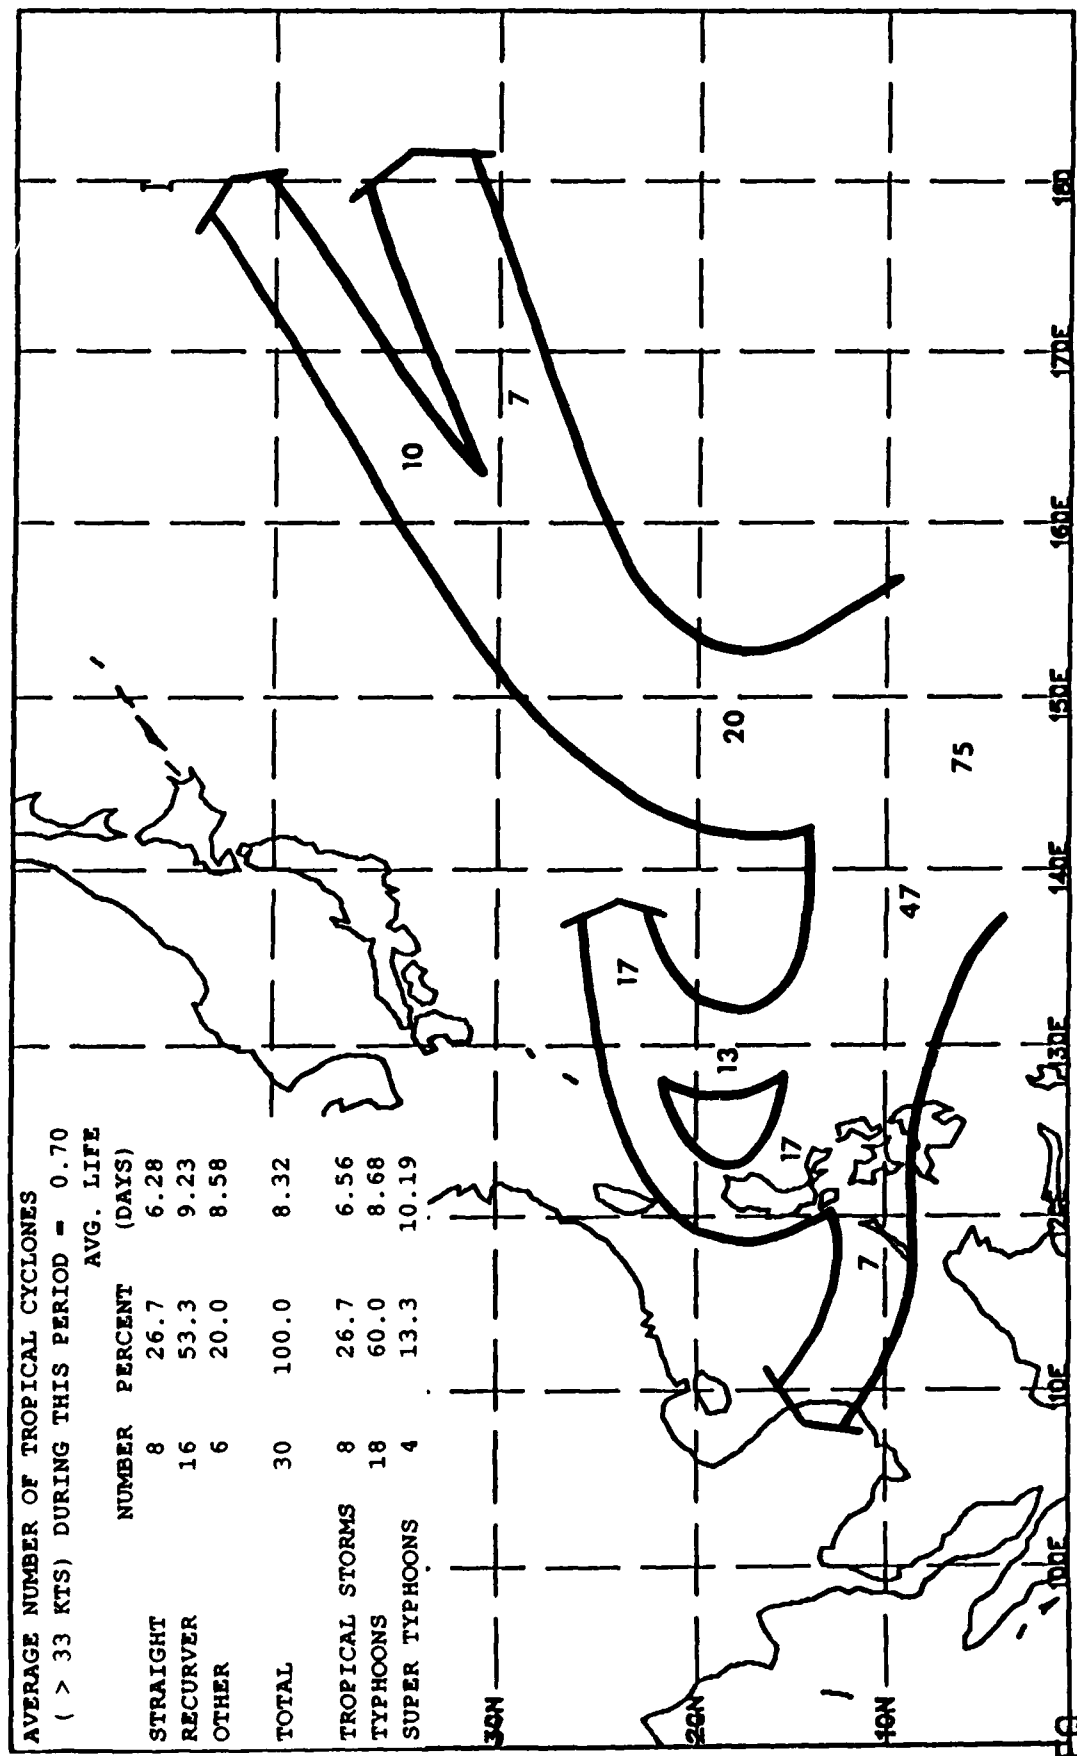 AVERAGE NUMBER OF TROPICAL CYCLONES
( > 33 KTS) DURING THIS PERIOD = 0.70
AVG. LIFE
NUMBER PERCENT (DAYS)
STRAIGHT 8 26.7 6.28
RECURVER 16 53.3 9.23
OTHER 6 20.0 8.58
TOTAL 30 100.0 8.32
TROPICAL STORMS 8 26.7 6.56
TYPHOONS 18 60.0 8.68
SUPER TYPHOONS 4 13.3 10.19
10
7
30N
17
20N
13
20
17
7
47
75
10N
100E 110E 120E 130E 140E 150E 160E 170E 180